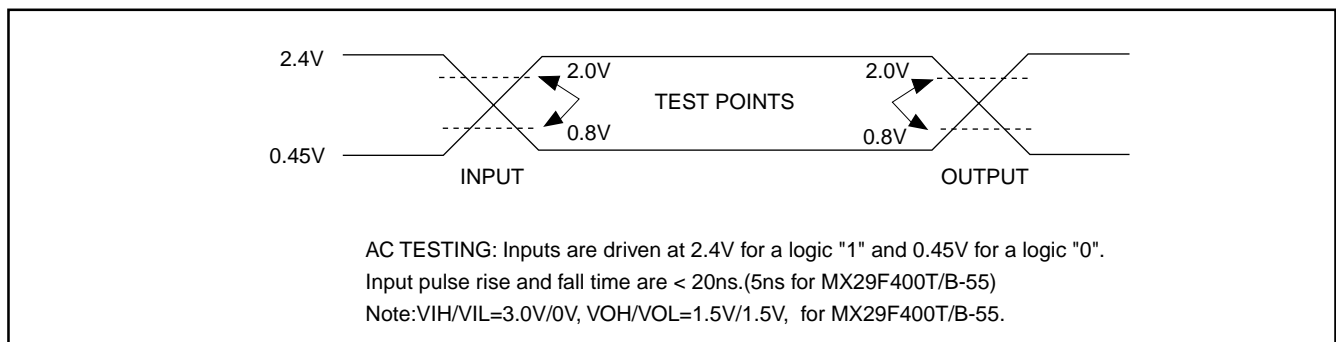 2.4V
2.0V
2.0V
TEST POINTS
0.8V
0.8V
0.45V
INPUT
OUTPUT
AC TESTING: Inputs are driven at 2.4V for a logic "1" and 0.45V for a logic "0".
Input pulse rise and fall time are < 20ns.(5ns for MX29F400T/B-55)
Note:VIH/VIL=3.0V/0V, VOH/VOL=1.5V/1.5V, for MX29F400T/B-55.